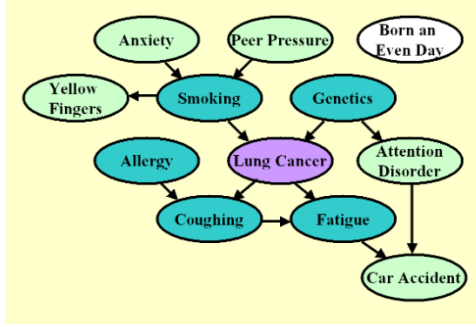 Anxiety
Peer Pressure
Born an
Even Day
Yellow
Fingers
Smoking
Genetics
Allergy
Lung Cancer
Attention
Disorder
Coughing
Fatigue
Car Accident